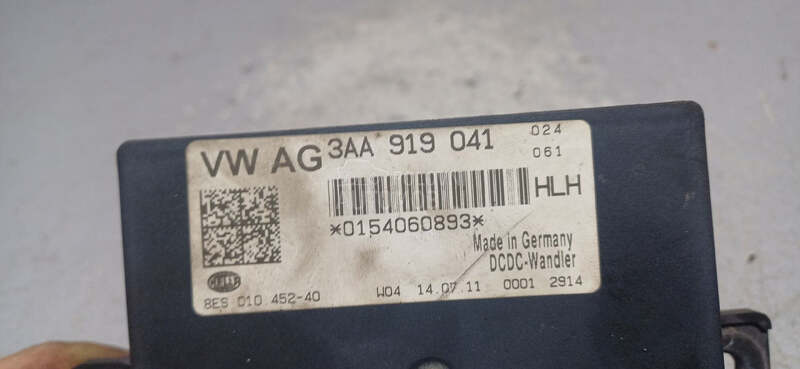 VW AG 3AA 919 041 024
061
HLH
*0154060893*
Made in Germany
DCDC-Wandler
HELLA
8ES 010 452-40 W04 14.07.11 0001 2914